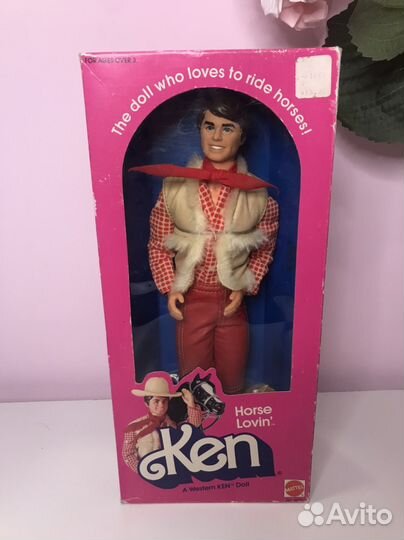 FOR AGES OVER 3
The doll who loves to ride horses!
Horse
Lovin'™
Ken®
A Western KEN® Doll
MATTEL
Avito